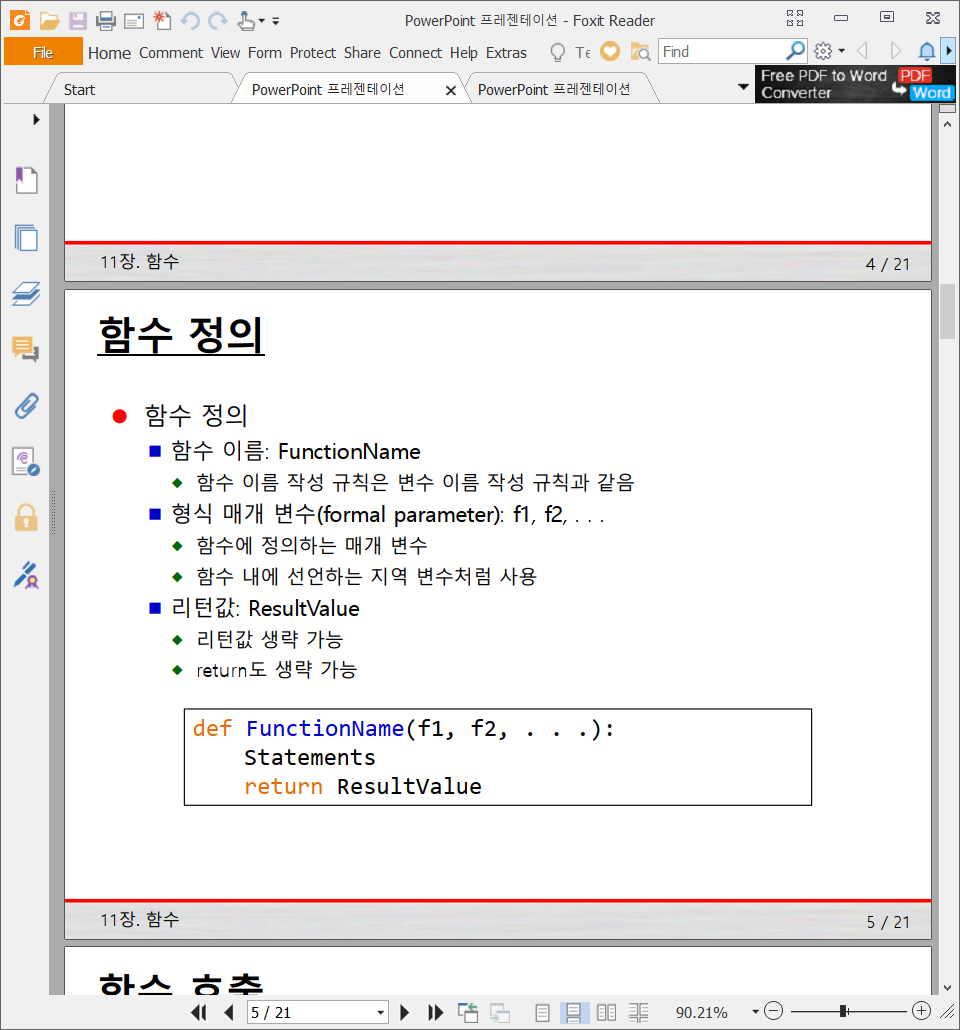 PowerPoint 프레젠테이션 - Foxit Reader
File Home Comment View Form Protect Share Connect Help Extras Te Find
Start PowerPoint 프레젠테이션 PowerPoint 프레젠테이션
Free PDF to Word PDF
Converter Word
11장. 함수 4 / 21
함수 정의
함수 정의
함수 이름: FunctionName
함수 이름 작성 규칙은 변수 이름 작성 규칙과 같음
형식 매개 변수(formal parameter): f1, f2, . . .
함수에 정의하는 매개 변수
함수 내에 선언하는 지역 변수처럼 사용
리턴값: ResultValue
리턴값 생략 가능
return도 생략 가능
def FunctionName(f1, f2, . . .):
Statements
return ResultValue
11장. 함수 5 / 21
함수 호출
5 / 21 90.21%